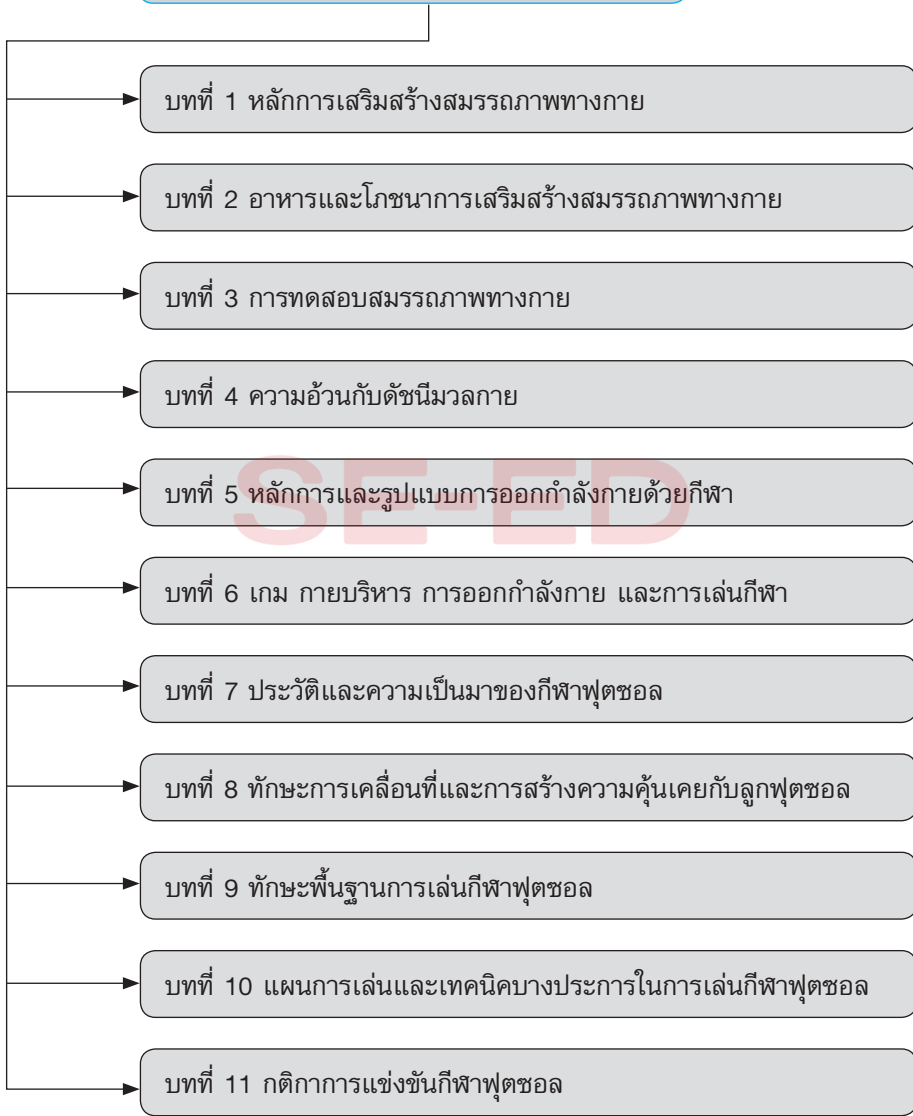 บทที่ 1 หลักการเสริมสร้างสมรรถภาพทางกาย
บทที่ 2 อาหารและโภชนาการเสริมสร้างสมรรถภาพทางกาย
บทที่ 3 การทดสอบสมรรถภาพทางกาย
บทที่ 4 ความอ้วนกับดัชนีมวลกาย
บทที่ 5 หลักการและรูปแบบการออกกำลังกายด้วยกีฬา
SE-ED
บทที่ 6 เกม กายบริหาร การออกกำลังกาย และการเล่นกีฬา
บทที่ 7 ประวัติและความเป็นมาของกีฬาฟุตซอล
บทที่ 8 ทักษะการเคลื่อนที่และการสร้างความคุ้นเคยกับลูกฟุตซอล
บทที่ 9 ทักษะพื้นฐานการเล่นกีฬาฟุตซอล
บทที่ 10 แผนการเล่นและเทคนิคบางประการในการเล่นกีฬาฟุตซอล
บทที่ 11 กติกาการแข่งขันกีฬาฟุตซอล